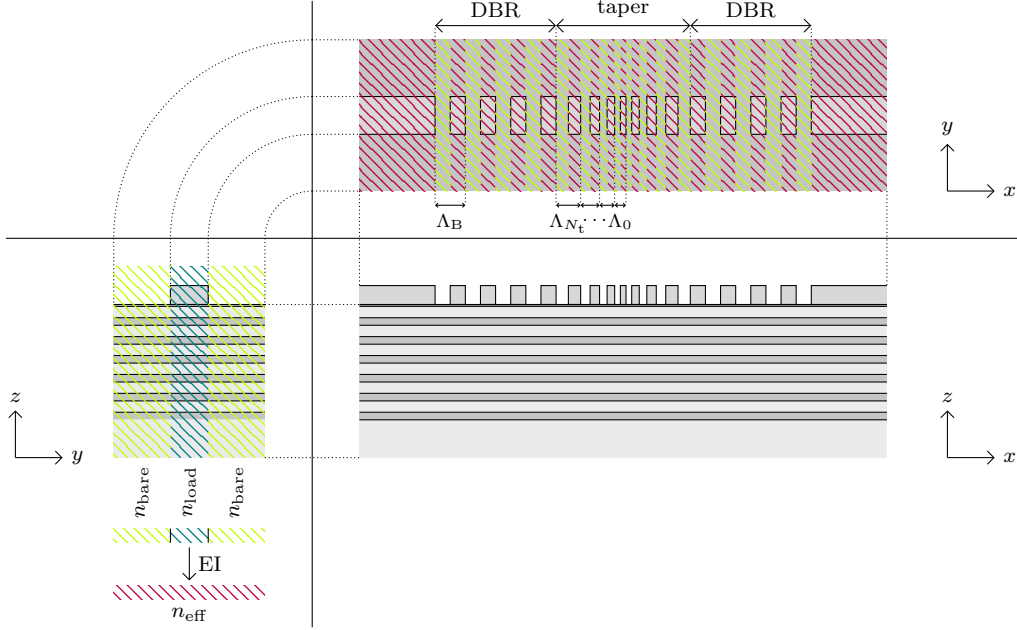 DBR taper DBR
y
x
Λ_B Λ_{N_t} ··· Λ_0
z
y
z
x
n_bare n_load n_bare
EI
n_eff